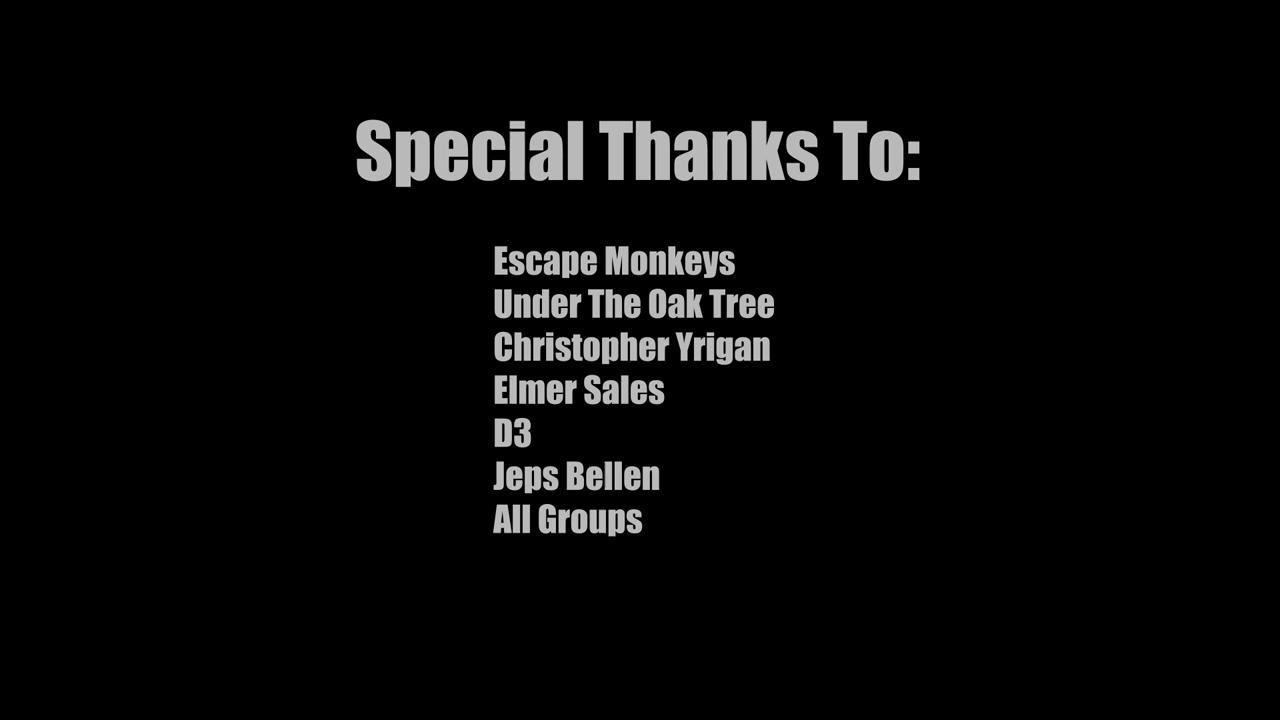 Special Thanks To:
Escape Monkeys
Under The Oak Tree
Christopher Yrigan
Elmer Sales
D3
Jeps Bellen
All Groups